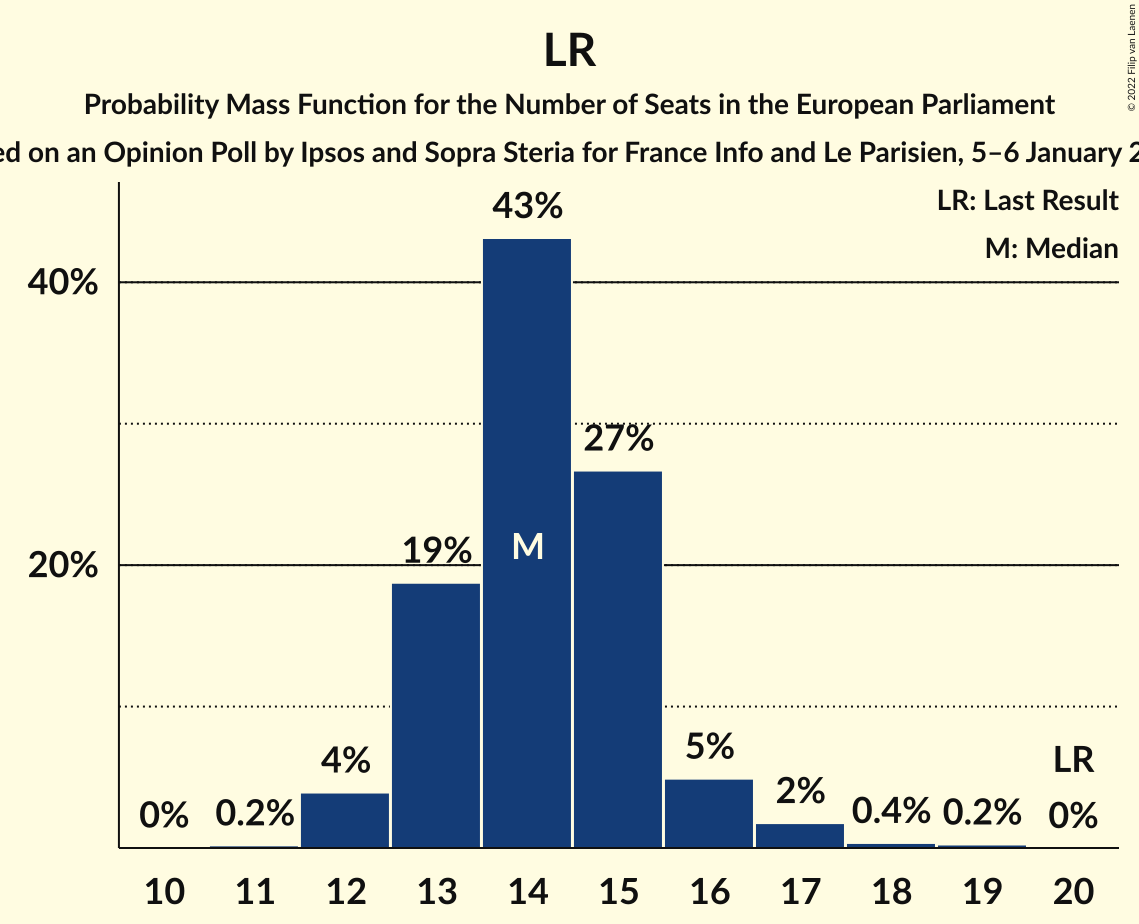 LR
Probability Mass Function for the Number of Seats in the European Parliament
on an Opinion Poll by Ipsos and Sopra Steria for France Info and Le Parisien, 5–6 January
© 2022 Filip van Laenen
LR: Last Result
M: Median
43%
40%
27%
19%
M
20%
5%
4%
2%
LR
0%
0.2%
0.4%
0.2%
0%
10 11 12 13 14 15 16 17 18 19 20